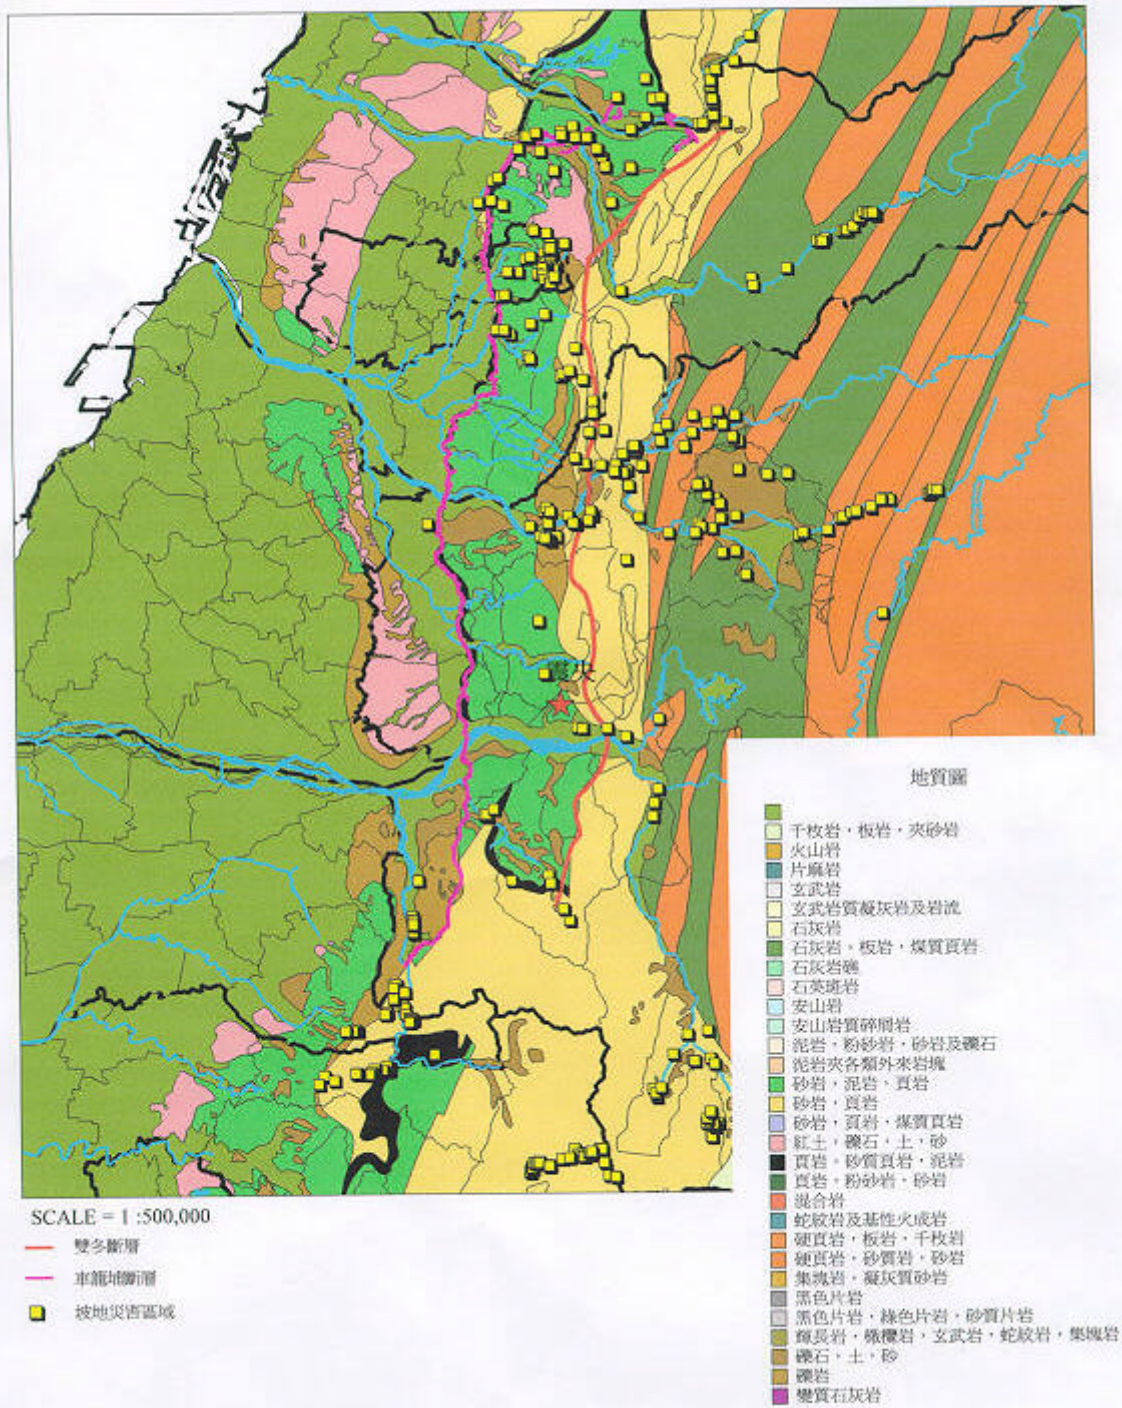 震央
地質圖
千枚岩，板岩，夾砂岩
火山岩
片麻岩
玄武岩
玄武岩質凝灰岩及岩流
石灰岩
石灰岩，板岩，煤質頁岩
石灰岩礁
石英斑岩
安山岩
安山岩質碎屑岩
泥岩，粉砂岩，砂岩及礫石
泥岩夾各類外來岩塊
砂岩，泥岩，頁岩
砂岩，頁岩
砂岩，頁岩，煤質頁岩
紅土，礫石，土，砂
頁岩，砂質頁岩，泥岩
頁岩，粉砂岩，砂岩
混合岩
蛇紋岩及基性火成岩
硬頁岩，板岩，千枚岩
硬頁岩，砂質岩，砂岩
集塊岩，凝灰質砂岩
黑色片岩
黑色片岩，綠色片岩，砂質片岩
輝長岩，橄欖岩，玄武岩，蛇紋岩，集塊岩
礫石，土，砂
礫岩
變質石灰岩
SCALE = 1 :500,000
雙冬斷層
車籠埔斷層
坡地災害區域